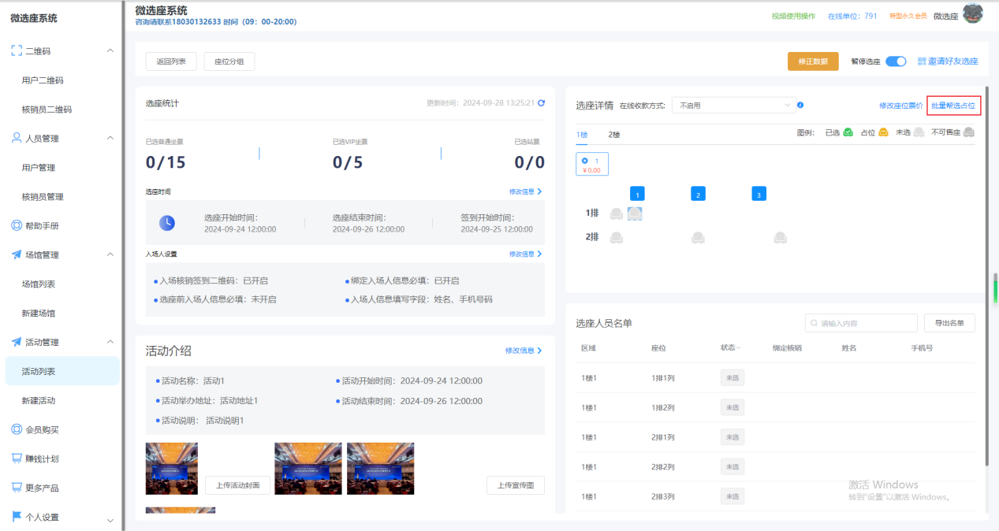 微选座系统
二维码
用户二维码
核销员二维码
人员管理
用户管理
核销员管理
帮助手册
场馆管理
场馆列表
新建场馆
活动管理
活动列表
新建活动
会员购买
赚钱计划
更多产品
个人设置
微选座系统
咨询请联系18030132633 时间（09：00-20:00）
视频使用操作 在线单位：791 特型永久会员 微选座
返回列表 座位分组
修正数据 暂停选座 邀请好友选座
选座统计 更新时间：2024-09-28 13:25:21
已选普通坐票 已选VIP坐票 已选站票
0/15 0/5 0/0
选座时间 修改信息
选座开始时间： 选座结束时间： 签到开始时间：
2024-09-24 12:00:00 2024-09-26 12:00:00 2024-09-25 12:00:00
入场人设置 修改信息
入场核销签到二维码：已开启 绑定入场人信息必填：已开启
选座前入场人信息必填：未开启 入场人信息填写字段：姓名、手机号码
活动介绍 修改信息
活动名称：活动1 活动开始时间：2024-09-24 12:00:00
活动举办地址：活动地址1 活动结束时间：2024-09-26 12:00:00
活动说明： 活动说明1
上传活动封面 上传宣传图
选座详情 在线收款方式: 不启用 修改座位票价 批量帮选占位
1楼 2楼 图例： 已选 占位 未选 不可售座
1
¥0.00
1 2 3
1排
2排
选座人员名单 请输入内容 导出名单
区域 座位 状态 绑定核销 姓名 手机号
1楼1 1排1列 未选
1楼1 1排2列 未选
1楼1 2排1列 未选
1楼1 2排2列 未选
1楼1 2排3列 未选
激活 Windows
转到"设置"以激活 Windows。